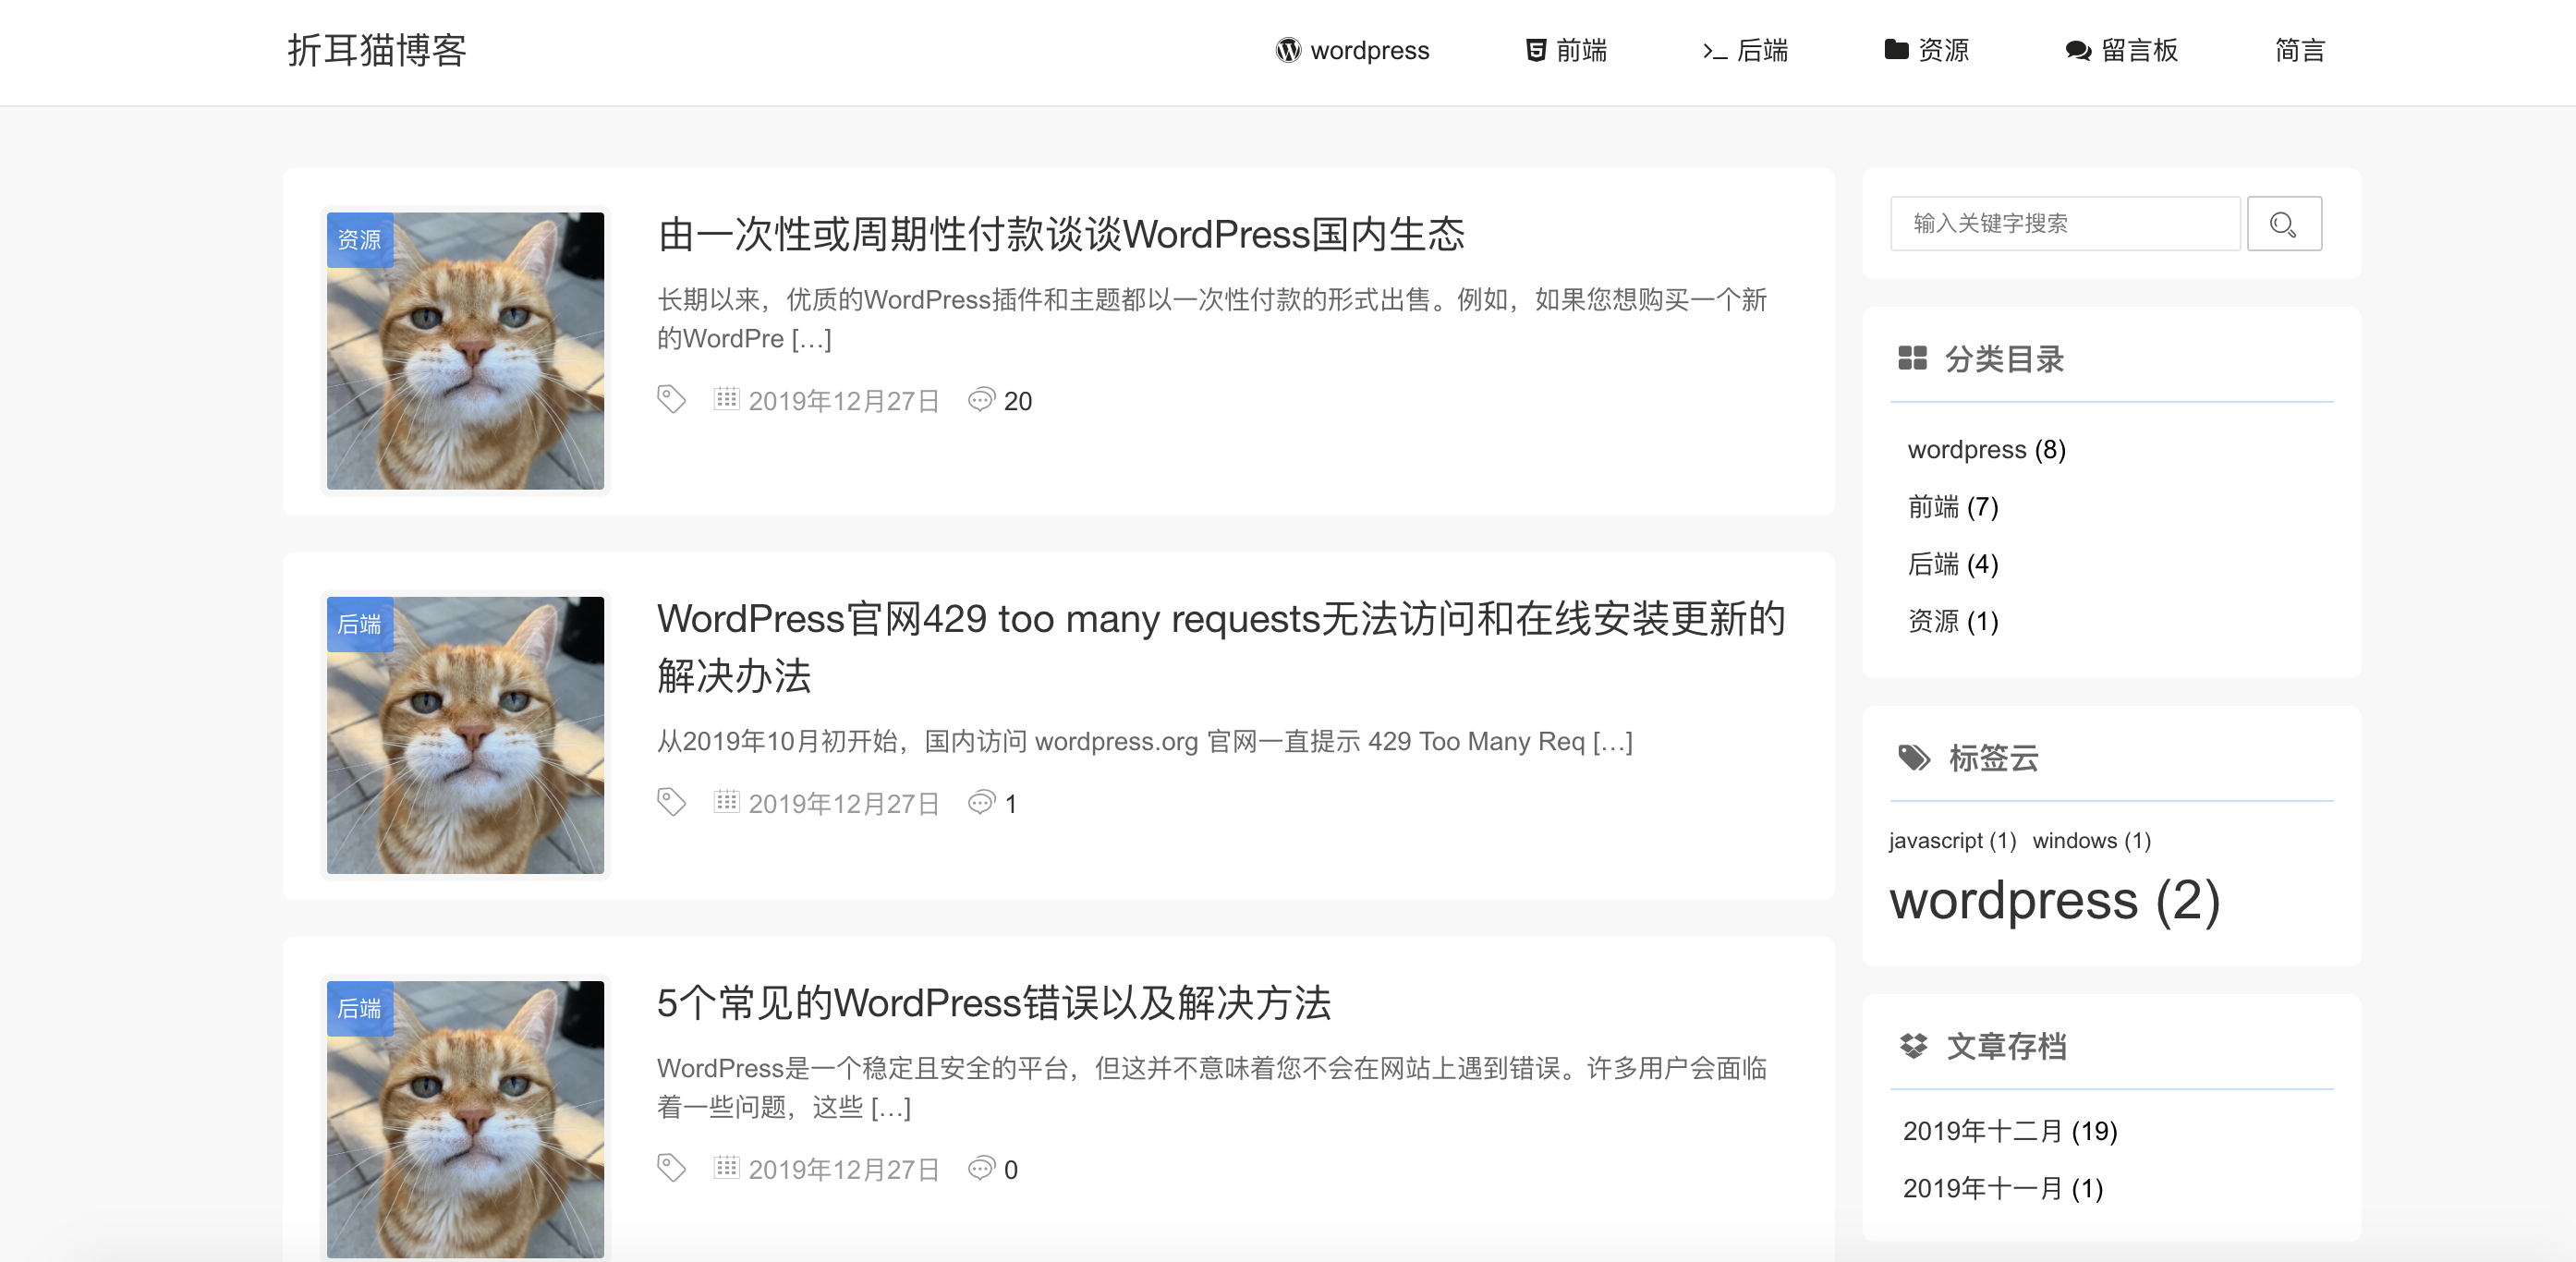 折耳猫博客
wordpress
前端
后端
资源
留言板
简言
资源
由一次性或周期性付款谈谈WordPress国内生态
长期以来，优质的WordPress插件和主题都以一次性付款的形式出售。例如，如果您想购买一个新
的WordPre […]
2019年12月27日 20
后端
WordPress官网429 too many requests无法访问和在线安装更新的
解决办法
从2019年10月初开始，国内访问 wordpress.org 官网一直提示 429 Too Many Req […]
2019年12月27日 1
后端
5个常见的WordPress错误以及解决方法
WordPress是一个稳定且安全的平台，但这并不意味着您不会在网站上遇到错误。许多用户会面临
着一些问题，这些 […]
2019年12月27日 0
输入关键字搜索
分类目录
wordpress (8)
前端 (7)
后端 (4)
资源 (1)
标签云
javascript (1) windows (1)
wordpress (2)
文章存档
2019年十二月 (19)
2019年十一月 (1)